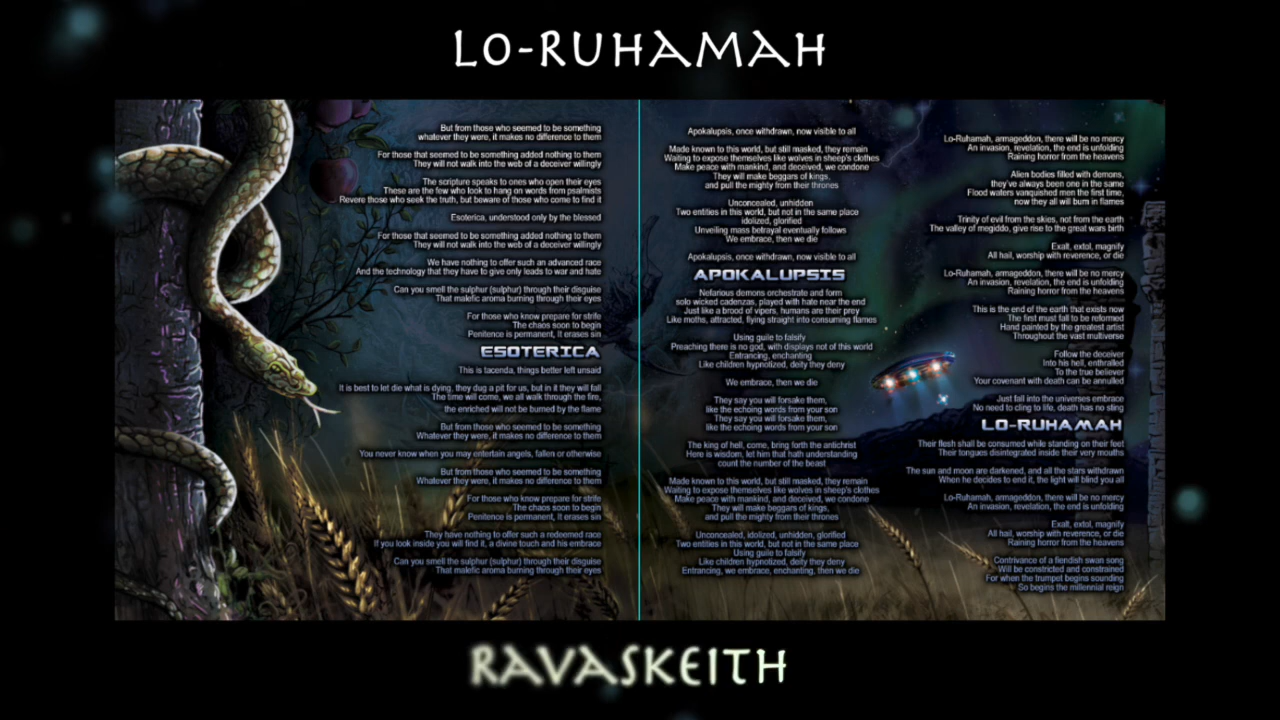 LO-RUHAMAH
But from those who seemed to be something
whatever they were, it makes no difference to them
For those that seemed to be something added nothing to them
They will not walk into the web of a deceiver willingly
The scripture speaks to ones who open their eyes
These are the few who look to hang on words from psalmists
Revere those who seek the truth, but beware of those who come to find it
Esoterica, understood only by the blessed
For those that seemed to be something added nothing to them
They will not walk into the web of a deceiver willingly
We have nothing to offer such an advanced race
And the technology that they have to give only leads to war and hate
Can you smell the sulphur (sulphur) through their disguise
That malefic aroma burning through their eyes
For those who know prepare for strife
The chaos soon to begin
Penitence is permanent, it erases sin
ESOTERICA
This is tacenda, things better left unsaid
It is best to let die what is dying, they dug a pit for us, but in it they will fall
The time will come, we all walk through the fire,
the enriched will not be burned by the flame
But from those who seemed to be something
Whatever they were, it makes no difference to them
You never know when you may entertain angels, fallen or otherwise
But from those who seemed to be something
Whatever they were, it makes no difference to them
For those who know prepare for strife
The chaos soon to begin
Penitence is permanent, it erases sin
They have nothing to offer such a redeemed race
If you look inside you will find it, a divine touch and his embrace
Can you smell the sulphur (sulphur) through their disguise
That malefic aroma burning through their eyes
Apokalupsis, once withdrawn, now visible to all
Made known to this world, but still masked, they remain
Waiting to expose themselves like wolves in sheep's clothes
Make peace with mankind, and deceived, we condone
They will make beggars of kings,
and pull the mighty from their thrones
Unconcealed, unhidden
Two entities in this world, but not in the same place
idolized, glorified
Unveiling mass betrayal eventually follows
We embrace, then we die
Apokalupsis, once withdrawn, now visible to all
APOKALUPSIS
Nefarious demons orchestrate and form
solo wicked cadenzas, played with hate near the end
Just like a brood of vipers, humans are their prey
Like moths, attracted, flying straight into consuming flames
Using guile to falsify
Preaching there is no god, with displays not of this world
Entrancing, enchanting
Like children hypnotized, deity they deny
We embrace, then we die
They say you will forsake them,
like the echoing words from your son
They say you will forsake them,
like the echoing words from your son
The king of hell, come, bring forth the antichrist
Here is wisdom, let him that hath understanding
count the number of the beast
Made known to this world, but still masked, they remain
Waiting to expose themselves like wolves in sheep's clothes
Make peace with mankind, and deceived, we condone
They will make beggars of kings,
and pull the mighty from their thrones
Unconcealed, idolized, unhidden, glorified
Two entities in this world, but not in the same place
Using guile to falsify
Like children hypnotized, deity they deny
Entrancing, we embrace, enchanting, then we die
Lo-Ruhamah, armageddon, there will be no mercy
An invasion, revelation, the end is unfolding
Raining horror from the heavens
Alien bodies filled with demons,
they've always been one in the same
Flood waters vanquished men the first time,
now they all will burn in flames
Trinity of evil from the skies, not from the earth
The valley of megiddo, give rise to the great wars birth
Exalt, extol, magnify
All hail, worship with reverence, or die
Lo-Ruhamah, armageddon, there will be no mercy
An invasion, revelation, the end is unfolding
Raining horror from the heavens
This is the end of the earth that exists now
The first must fall to be reformed
Hand painted by the greatest artist
Throughout the vast multiverse
Follow the deceiver
Into his hell, enthralled
To the true believer
Your covenant with death can be annulled
Just fall into the universes embrace
No need to cling to life, death has no sting
LO-RUHAMAH
Their flesh shall be consumed while standing on their feet
Their tongues disintegrated inside their very mouths
The sun and moon are darkened, and all the stars withdrawn
When he decides to end it, the light will blind you all
Lo-Ruhamah, armageddon, there will be no mercy
An invasion, revelation, the end is unfolding
Exalt, extol, magnify
All hail, worship with reverence, or die
Raining horror from the heavens
Contrivance of a fiendish swan song
Will be constricted and constrained
For when the trumpet begins sounding
So begins the millennial reign
RAVASKEITH